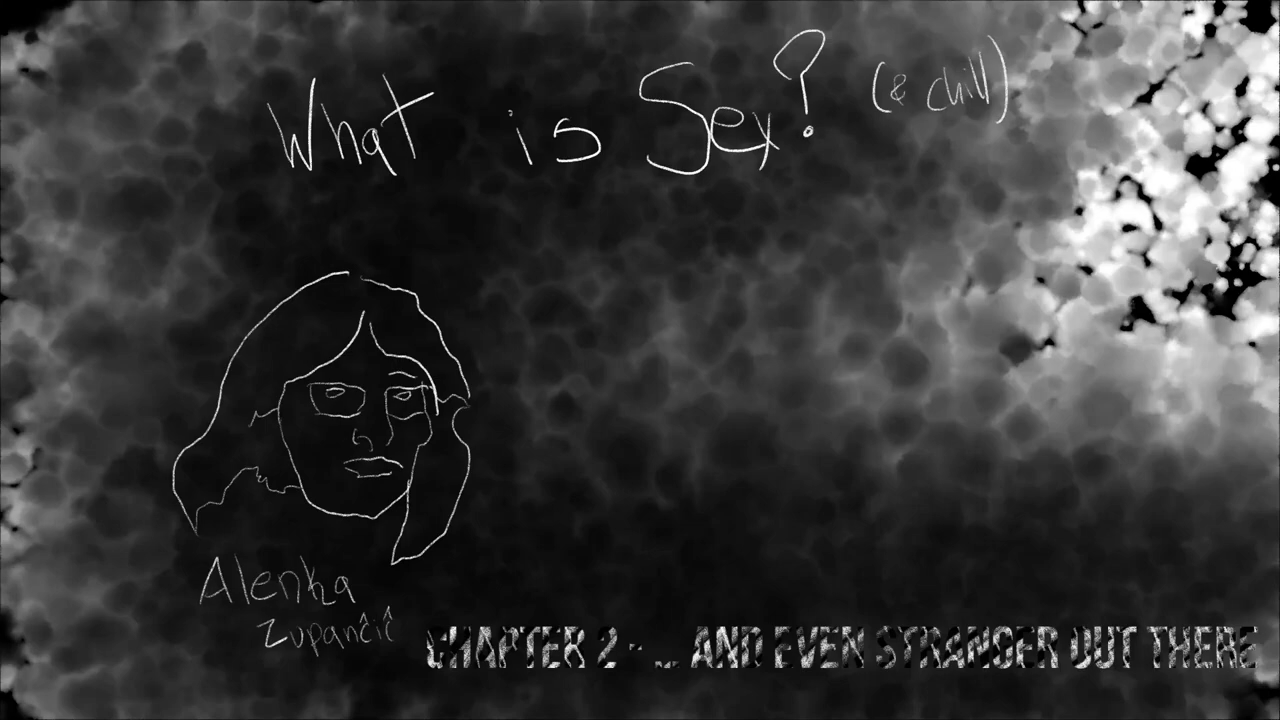 What is Sex? (& chill)
Alenka
Zupančič
CHAPTER 2 - ... AND EVEN STRANGER OUT THERE